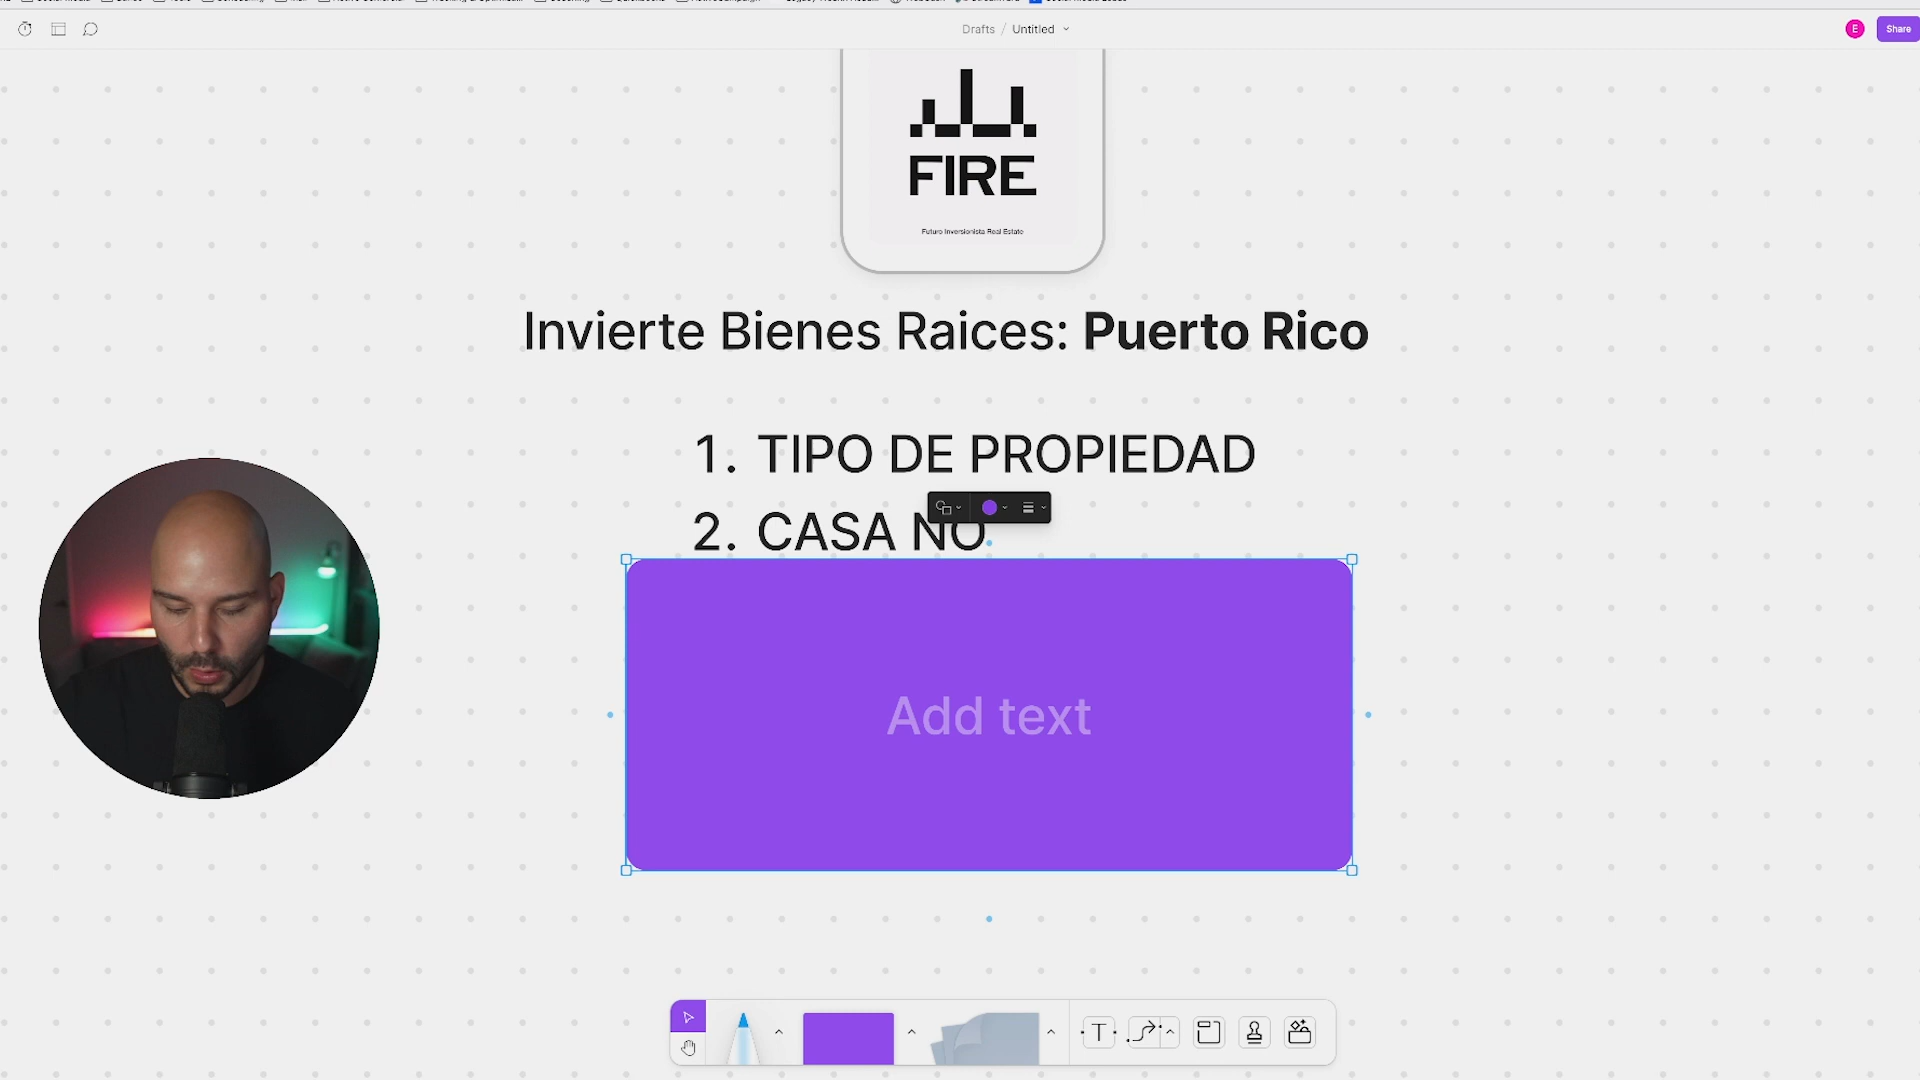 Drafts / Untitled
E
Share
FIRE
Futuro Inversionista Real Estate
Invierte Bienes Raices: Puerto Rico
1. TIPO DE PROPIEDAD
2. CASA NO
Add text
T